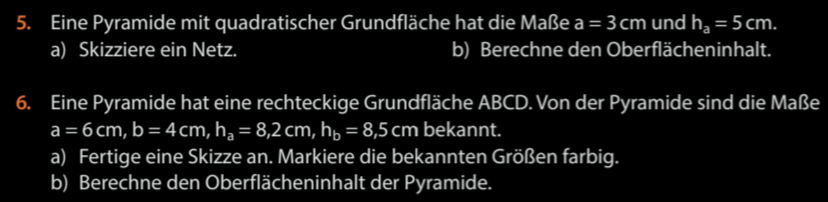 5. Eine Pyramide mit quadratischer Grundfläche hat die Maße a = 3 cm und hₐ = 5 cm.
a) Skizziere ein Netz. b) Berechne den Oberflächeninhalt.
6. Eine Pyramide hat eine rechteckige Grundfläche ABCD. Von der Pyramide sind die Maße
a = 6 cm, b = 4 cm, hₐ = 8,2 cm, h_b = 8,5 cm bekannt.
a) Fertige eine Skizze an. Markiere die bekannten Größen farbig.
b) Berechne den Oberflächeninhalt der Pyramide.